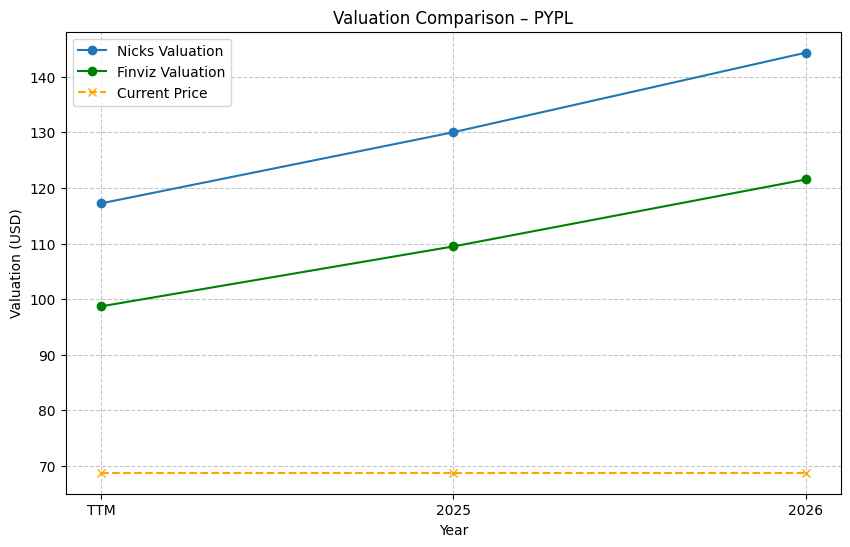 Valuation Comparison – PYPL
Nicks Valuation
Finviz Valuation
Current Price
Valuation (USD)
140
130
120
110
100
90
80
70
TTM
2025
2026
Year